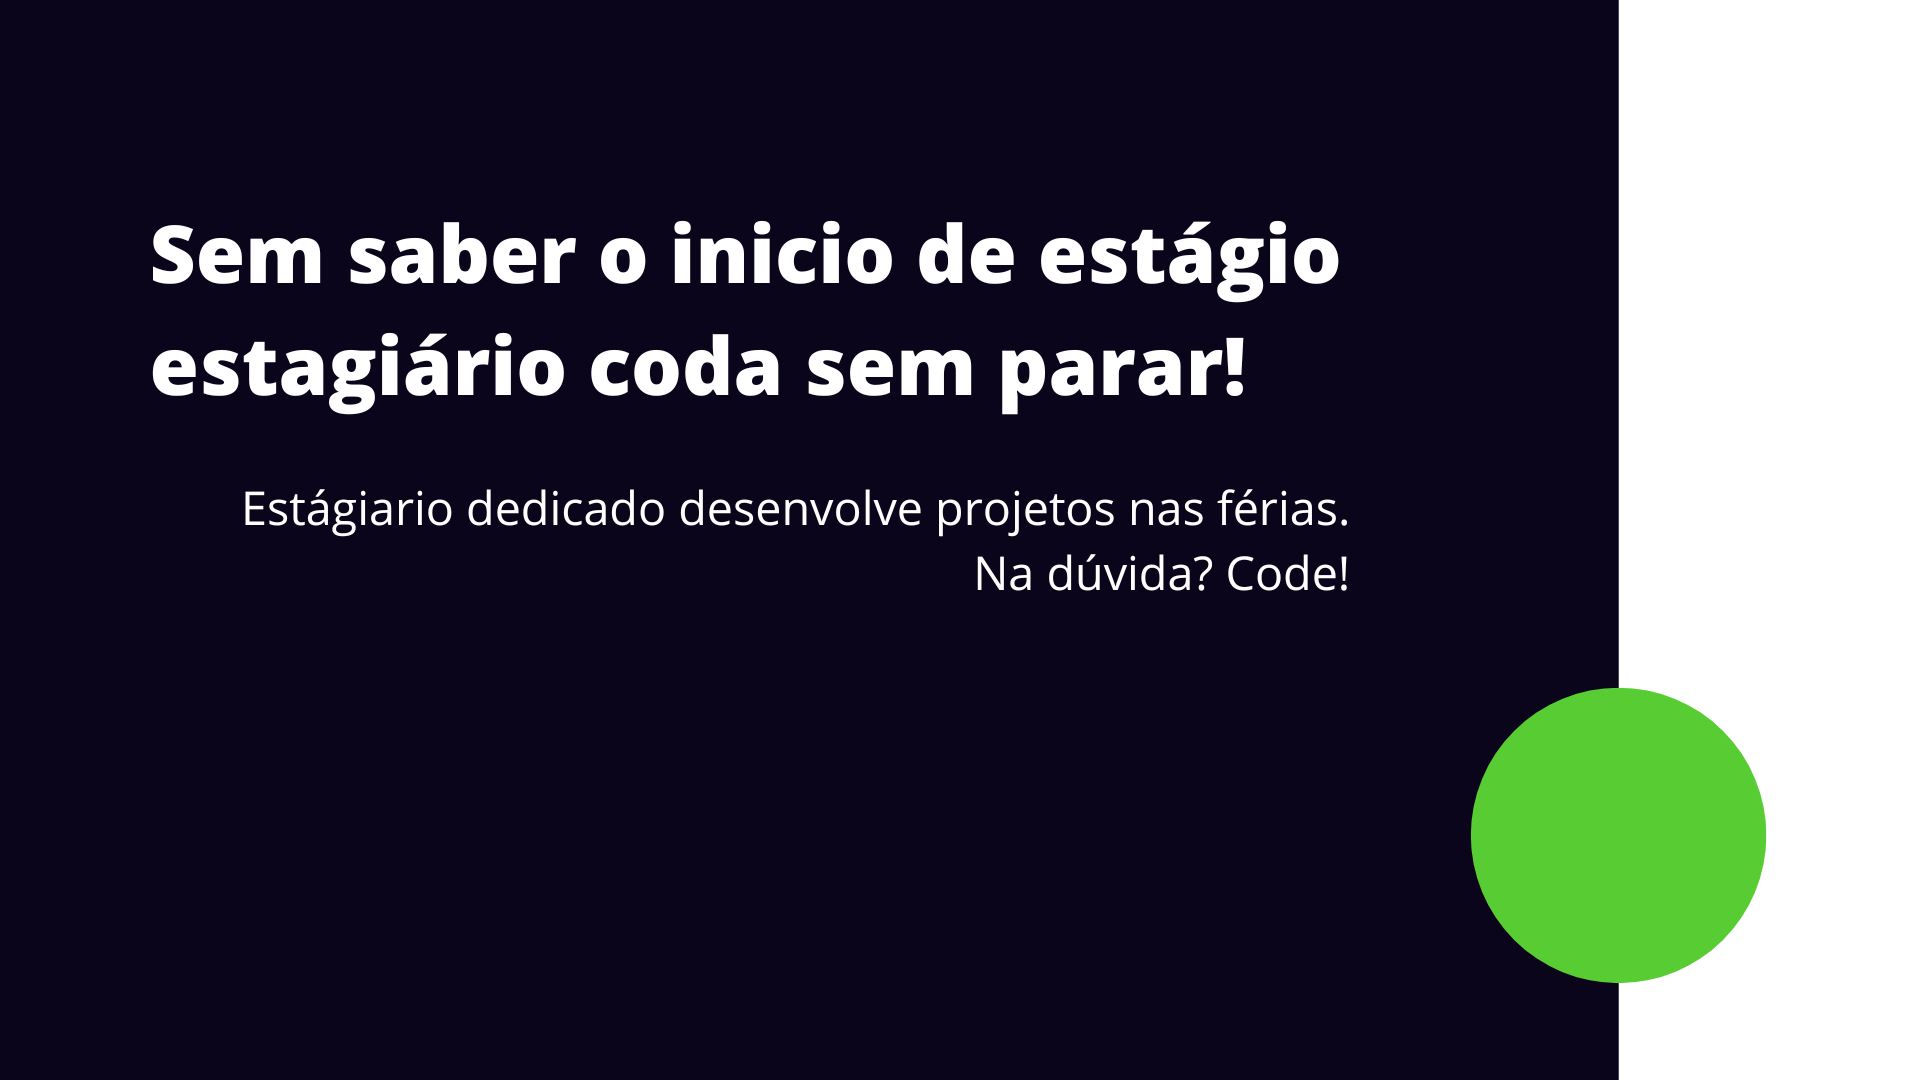 Sem saber o inicio de estágio
estagiário coda sem parar!
Estágiario dedicado desenvolve projetos nas férias.
Na dúvida? Code!